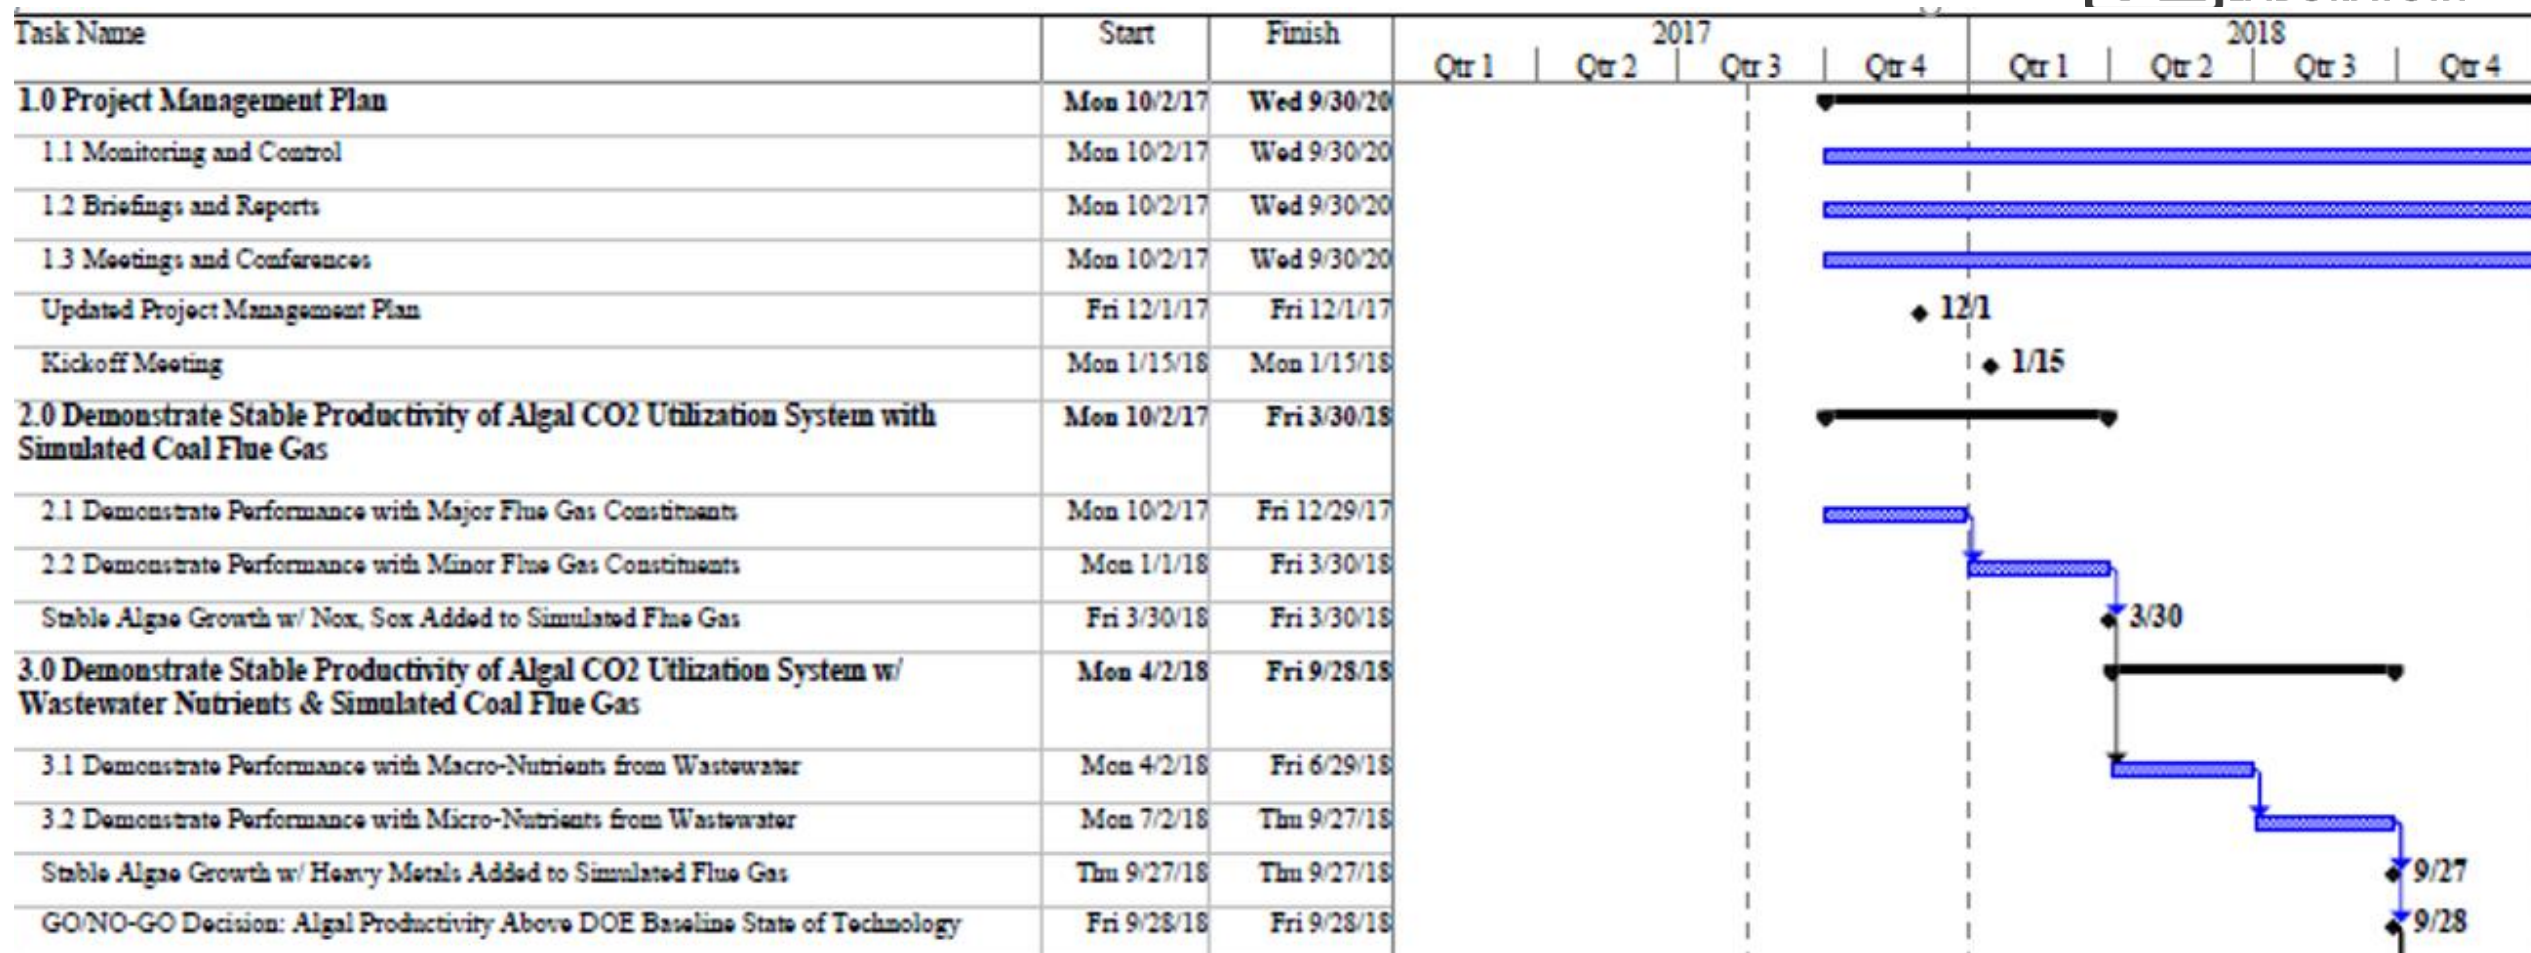 Task Name Start Finish 2017 2018
Qtr 1 Qtr 2 Qtr 3 Qtr 4 Qtr 1 Qtr 2 Qtr 3 Qtr 4
1.0 Project Management Plan Mon 10/2/17 Wed 9/30/20
1.1 Monitoring and Control Mon 10/2/17 Wed 9/30/20
1.2 Briefings and Reports Mon 10/2/17 Wed 9/30/20
1.3 Meetings and Conferences Mon 10/2/17 Wed 9/30/20
Updated Project Management Plan Fri 12/1/17 Fri 12/1/17 12/1
Kickoff Meeting Mon 1/15/18 Mon 1/15/18 1/15
2.0 Demonstrate Stable Productivity of Algal CO2 Utilization System with Mon 10/2/17 Fri 3/30/18
Simulated Coal Flue Gas
2.1 Demonstrate Performance with Major Flue Gas Constituents Mon 10/2/17 Fri 12/29/17
2.2 Demonstrate Performance with Minor Flue Gas Constituents Mon 1/1/18 Fri 3/30/18
Stable Algae Growth w/ Nox, Sox Added to Simulated Flue Gas Fri 3/30/18 Fri 3/30/18 3/30
3.0 Demonstrate Stable Productivity of Algal CO2 Utlization System w/ Mon 4/2/18 Fri 9/28/18
Wastewater Nutrients & Simulated Coal Flue Gas
3.1 Demonstrate Performance with Macro-Nutrients from Wastewater Mon 4/2/18 Fri 6/29/18
3.2 Demonstrate Performance with Micro-Nutrients from Wastewater Mon 7/2/18 Thu 9/27/18
Stable Algae Growth w/ Heavy Metals Added to Simulated Flue Gas Thu 9/27/18 Thu 9/27/18 9/27
GO/NO-GO Decision: Algal Productivity Above DOE Baseline State of Technology Fri 9/28/18 Fri 9/28/18 9/28